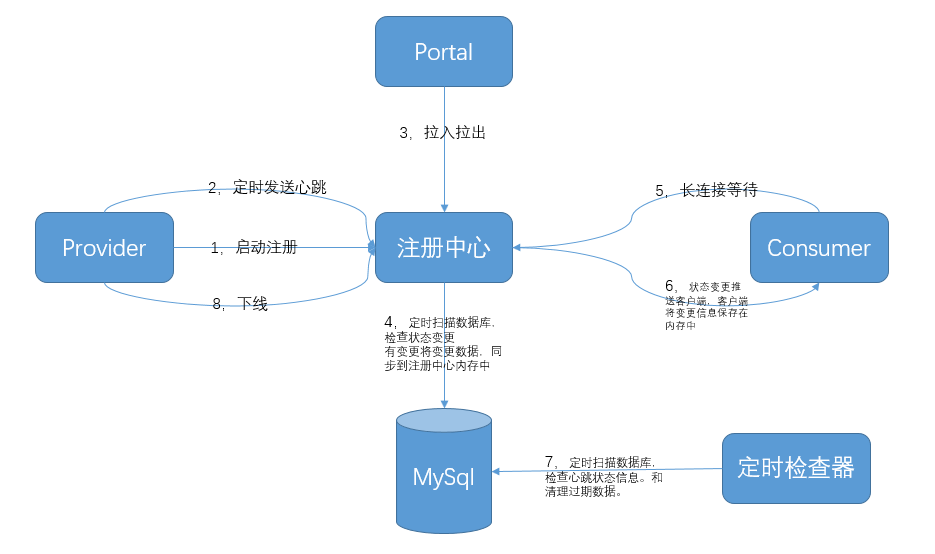 Portal
3，拉入拉出
2，定时发送心跳
5，长连接等待
Provider
1，启动注册
注册中心
Consumer
8，下线
6，状态变更推
送客户端，客户端
将变更信息保存在
内存中
4，定时扫描数据库，
检查状态变更
有变更将变更数据，同
步到注册中心内存中
MySql
7，定时扫描数据库，
检查心跳状态信息。和
清理过期数据。
定时检查器